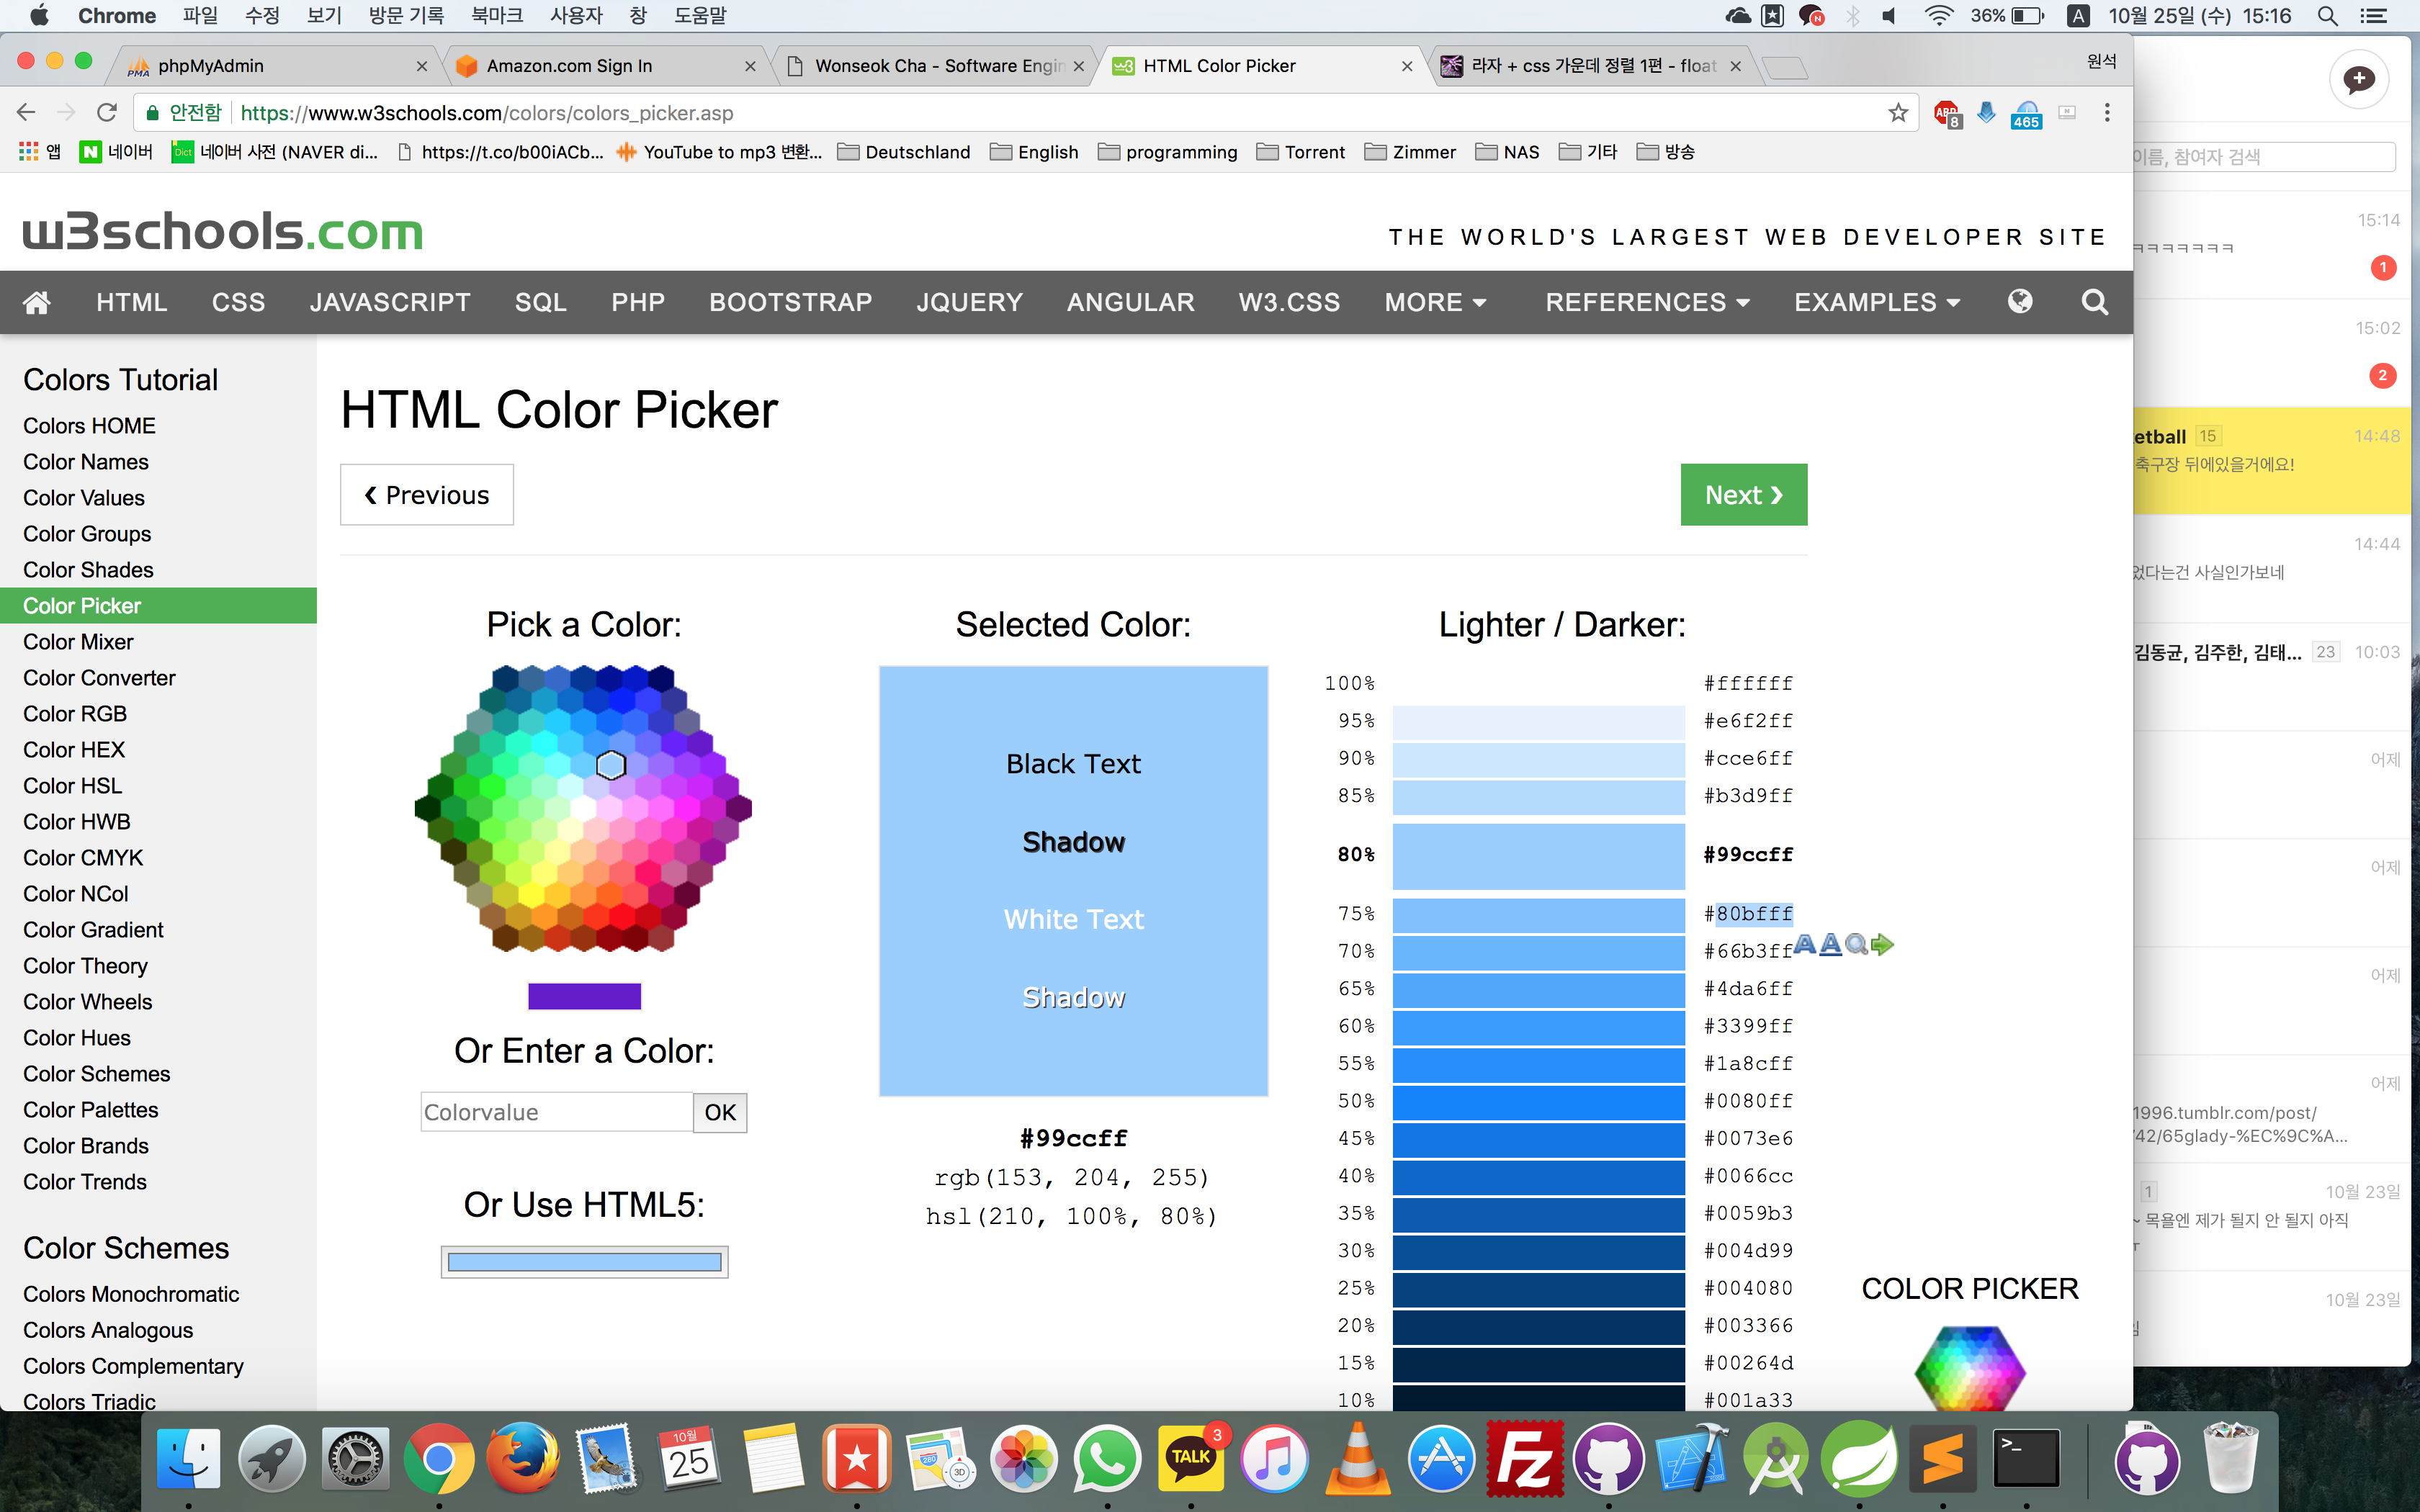 Chrome 파일 수정 보기 방문 기록 북마크 사용자 창 도움말 N 36% A 10월 25일 (수) 15:16
phpMyAdmin Amazon.com Sign In Wonseok Cha - Software Engin HTML Color Picker 라자 + css 가운데 정렬 1편 - float 원석
안전함 https://www.w3schools.com/colors/colors_picker.asp ABP 8 465
앱 네이버 네이버 사전 (NAVER di... https://t.co/b00iACb... YouTube to mp3 변환... Deutschland English programming Torrent Zimmer NAS 기타 방송
w3schools.com THE WORLD'S LARGEST WEB DEVELOPER SITE
HTML CSS JAVASCRIPT SQL PHP BOOTSTRAP JQUERY ANGULAR W3.CSS MORE REFERENCES EXAMPLES
Colors Tutorial
Colors HOME
Color Names
Color Values
Color Groups
Color Shades
Color Picker
Color Mixer
Color Converter
Color RGB
Color HEX
Color HSL
Color HWB
Color CMYK
Color NCol
Color Gradient
Color Theory
Color Wheels
Color Hues
Color Schemes
Color Palettes
Color Brands
Color Trends
Color Schemes
Colors Monochromatic
Colors Analogous
Colors Complementary
Colors Triadic
HTML Color Picker
❮ Previous
Next ❯
Pick a Color:
Or Enter a Color:
Colorvalue OK
Or Use HTML5:
Selected Color:
Black Text
Shadow
White Text
Shadow
#99ccff
rgb(153, 204, 255)
hsl(210, 100%, 80%)
Lighter / Darker:
100% #ffffff
95% #e6f2ff
90% #cce6ff
85% #b3d9ff
80% #99ccff
75% #80bfff
70% #66b3ff
65% #4da6ff
60% #3399ff
55% #1a8cff
50% #0080ff
45% #0073e6
40% #0066cc
35% #0059b3
30% #004d99
25% #004080
20% #003366
15% #00264d
10% #001a33
COLOR PICKER
이름, 참여자 검색
15:14
ㅋㅋㅋㅋㅋㅋㅋ
1
15:02
2
etball 15 14:48
축구장 뒤에있을거에요!
14:44
었다는건 사실인가보네
김동균, 김주한, 김태... 23 10:03
어제
어제
어제
어제
1996.tumblr.com/post/
42/65glady-%EC%9C%A...
1 10월 23일
~ 목욜엔 제가 될지 안 될지 아직
10월 23일
10월 25 280 3D TALK 3 Fz >_